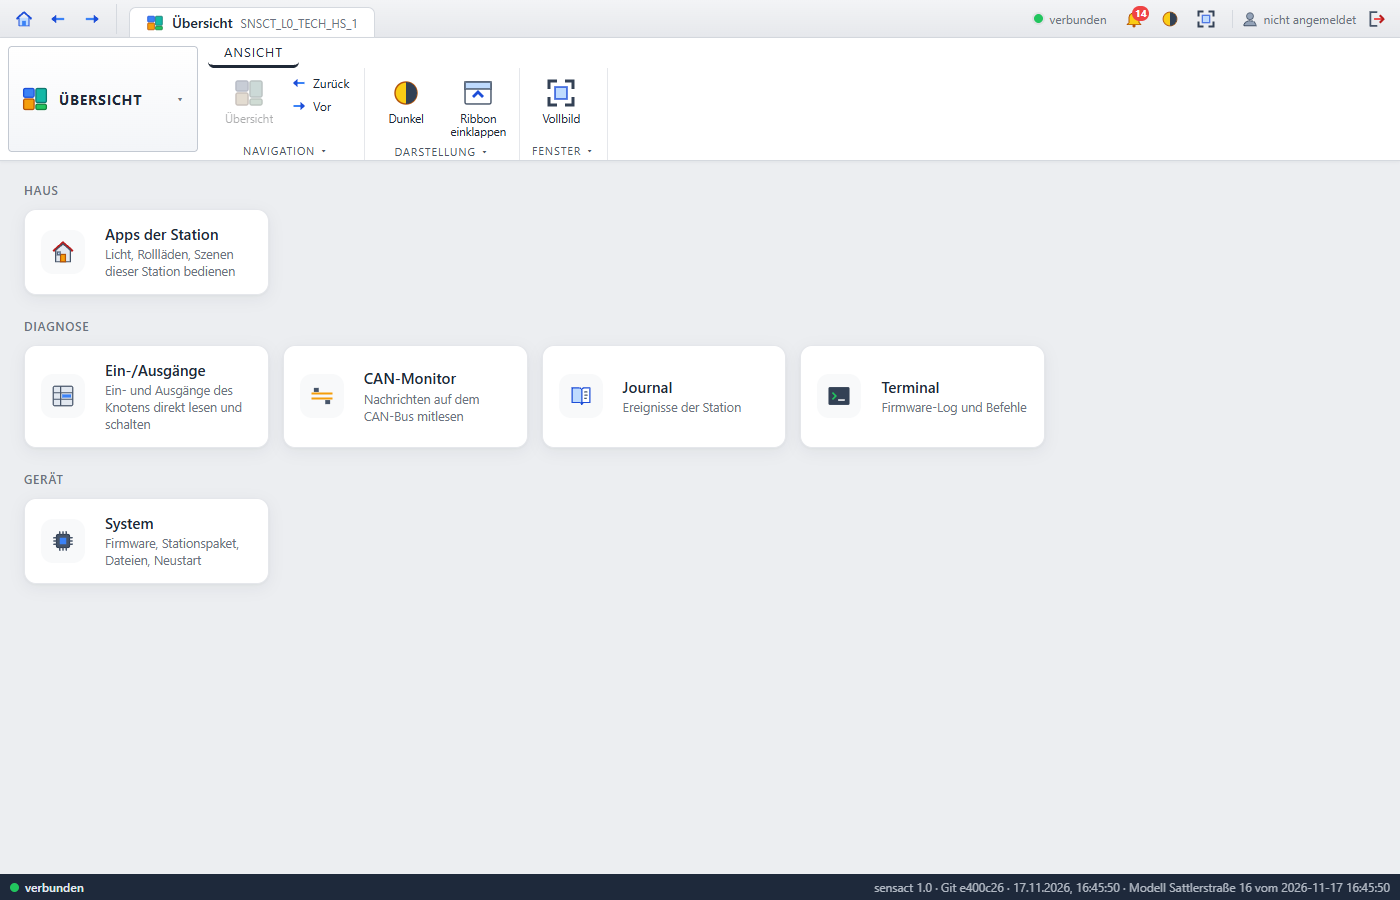 Übersicht SNSCT_L0_TECH_HS_1
verbunden
14
nicht angemeldet
ÜBERSICHT
ANSICHT
Übersicht
Zurück
Vor
NAVIGATION
Dunkel
Ribbon
einklappen
DARSTELLUNG
Vollbild
FENSTER
HAUS
Apps der Station
Licht, Rollläden, Szenen
dieser Station bedienen
DIAGNOSE
Ein-/Ausgänge
Ein- und Ausgänge des
Knotens direkt lesen und
schalten
CAN-Monitor
Nachrichten auf dem
CAN-Bus mitlesen
Journal
Ereignisse der Station
Terminal
Firmware-Log und Befehle
GERÄT
System
Firmware, Stationspaket,
Dateien, Neustart
verbunden
sensact 1.0 · Git e400c26 · 17.11.2026, 16:45:50 · Modell Sattlerstraße 16 vom 2026-11-17 16:45:50